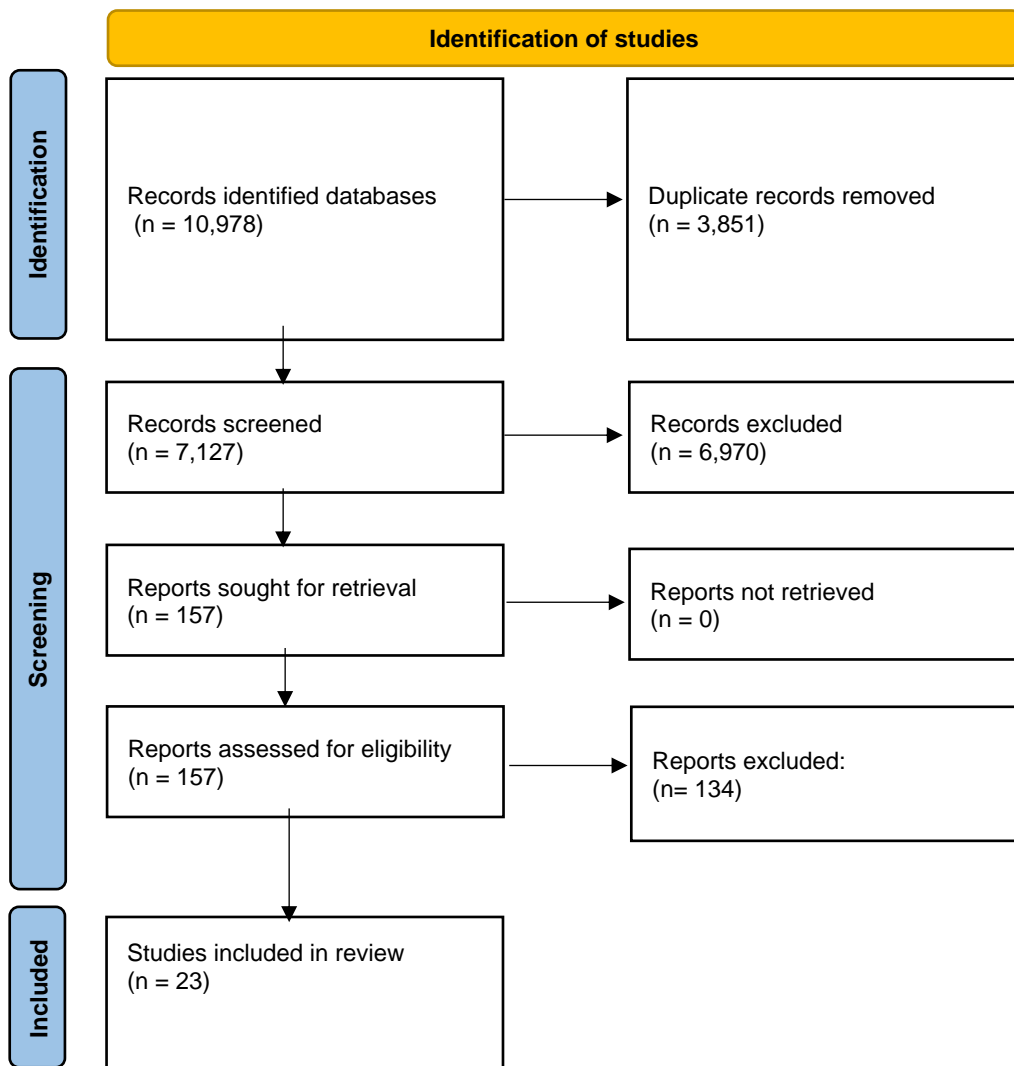 Identification of studies
Identification
Records identified databases
(n = 10,978)
Duplicate records removed
(n = 3,851)
Screening
Records screened
(n = 7,127)
Records excluded
(n = 6,970)
Reports sought for retrieval
(n = 157)
Reports not retrieved
(n = 0)
Reports assessed for eligibility
(n = 157)
Reports excluded:
(n= 134)
Included
Studies included in review
(n = 23)